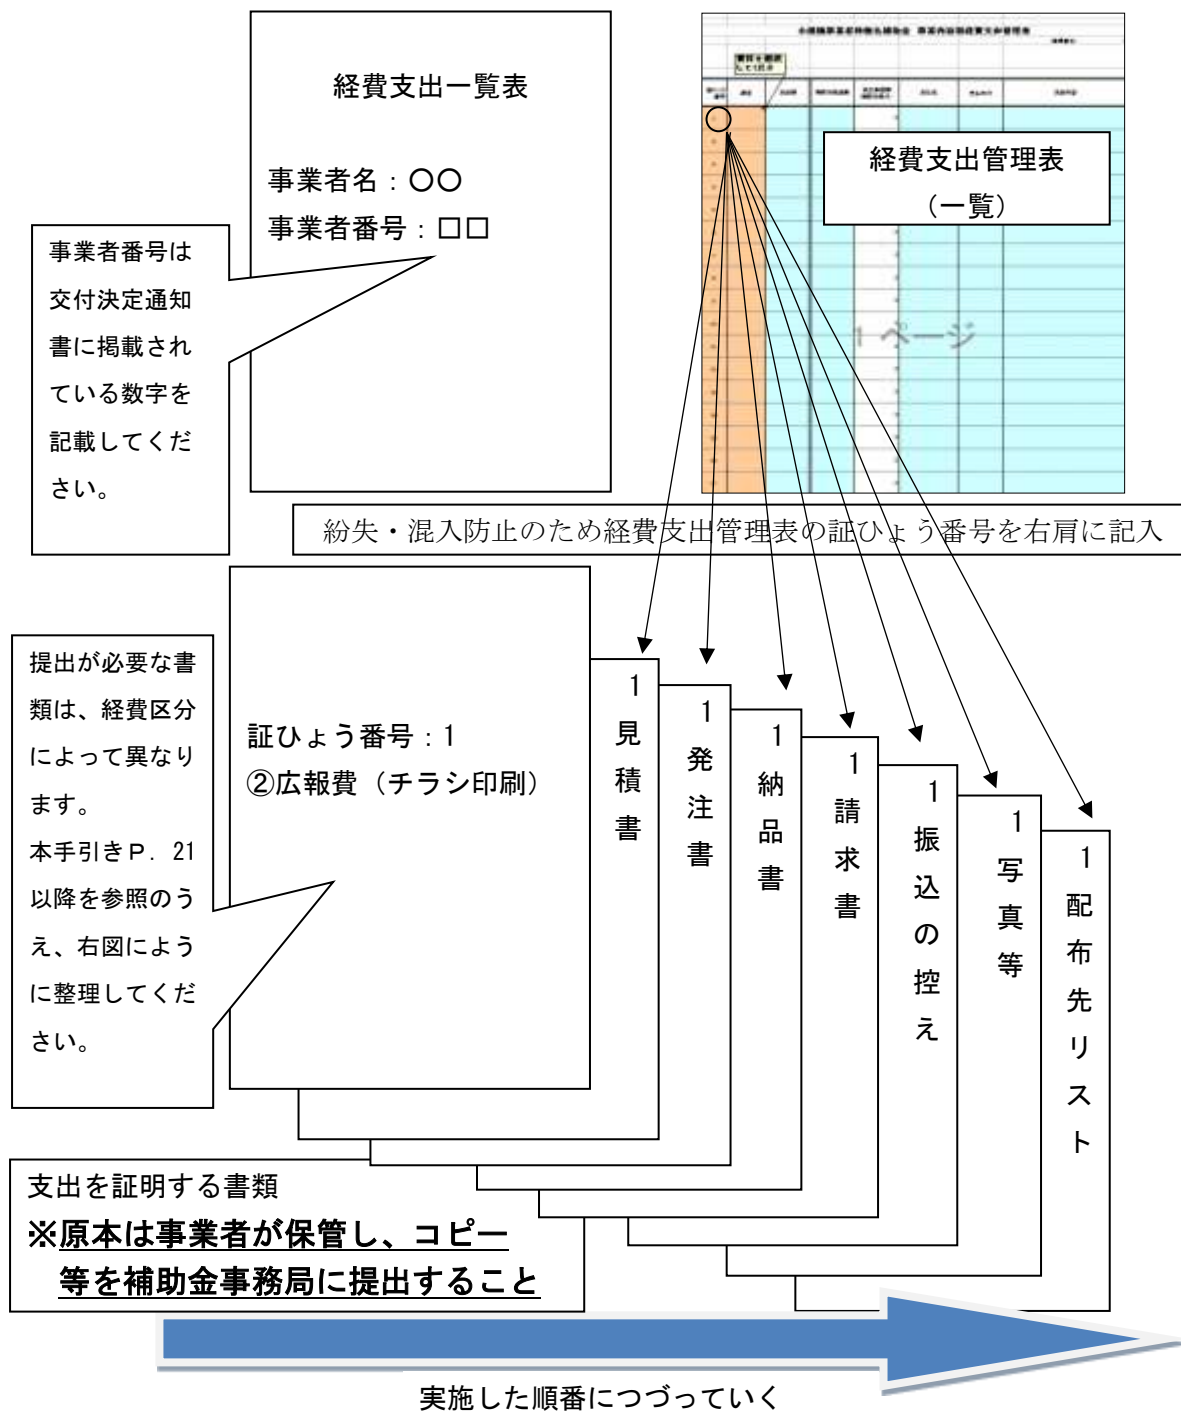 経費支出一覧表
事業者名：〇〇
事業者番号：□□
事業者番号は
交付決定通知
書に掲載され
ている数字を
記載してくだ
さい。
経費支出管理表
（一覧）
1 ページ
紛失・混入防止のため経費支出管理表の証ひょう番号を右肩に記入
提出が必要な書
類は、経費区分
によって異なり
ます。
本手引きＰ．21
以降を参照のう
え、右図によう
に整理してくだ
さい。
証ひょう番号：1
②広報費（チラシ印刷）
1見積書
1発注書
1納品書
1請求書
1振込の控え
1写真等
1配布先リスト
支出を証明する書類
※原本は事業者が保管し、コピー
等を補助金事務局に提出すること
実施した順番につづっていく